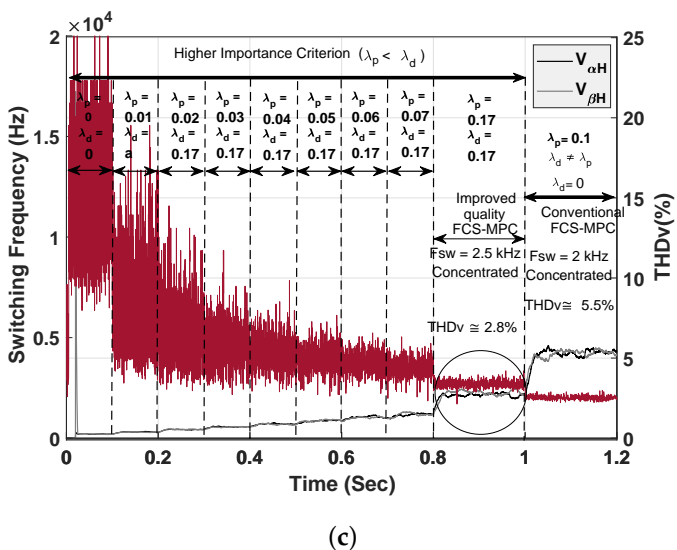 ×10⁴
Higher Importance Criterion (λp < λd)
VαH
VβH
λp = 0 λp = 0.01 λp = 0.02 λp = 0.03 λp = 0.04 λp = 0.05 λp = 0.06 λp = 0.07 λp = 0.17
λd = 0 λd = a λd = 0.17 λd = 0.17 λd = 0.17 λd = 0.17 λd = 0.17 λd = 0.17 λd = 0.17
λp = 0.1
λd ≠ λp
λd = 0
Improved
quality
FCS-MPC
Fsw = 2.5 kHz
Concentrated
THDv ≅ 2.8%
Conventional
FCS-MPC
Fsw = 2 kHz
Concentrated
THDv ≅ 5.5%
2
1.5
1
0.5
0
Switching Frequency (Hz)
25
20
15
10
5
0
THDv(%)
0 0.2 0.4 0.6 0.8 1.0 1.2
Time (Sec)
(c)